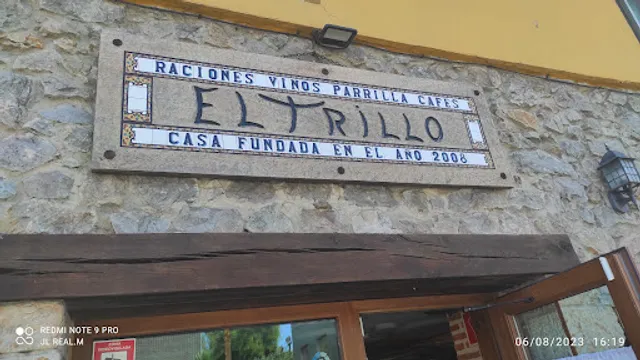 RACIONES VINOS PARRILLA CAFES
EL TRILLO
CASA FUNDADA EN EL AÑO 2008
REDMI NOTE 9 PRO
JL REAL.M
06/08/2023 16:19